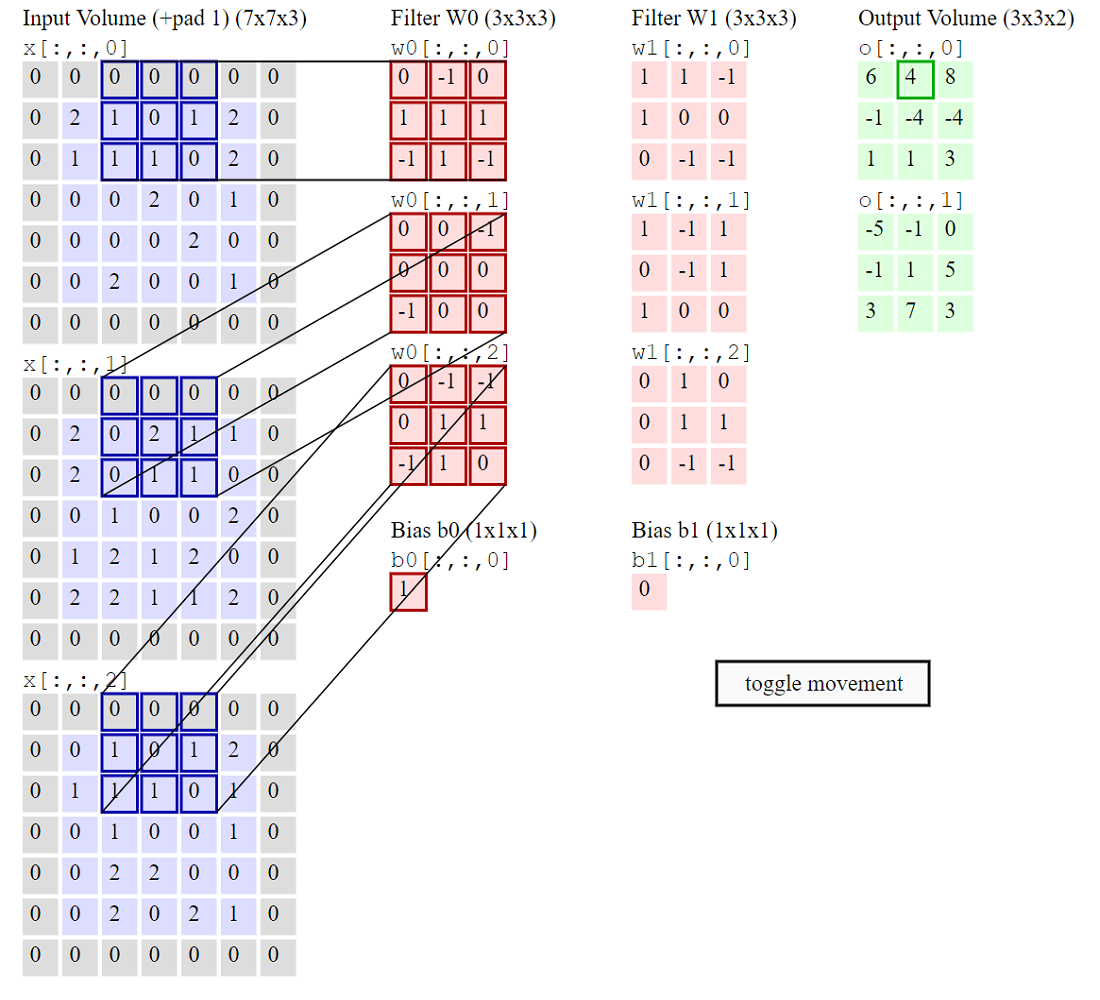 Input Volume (+pad 1) (7x7x3)
x[:,:,0]
0 0 0 0 0 0 0
0 2 1 0 1 2 0
0 1 1 1 0 2 0
0 0 0 2 0 1 0
0 0 0 0 2 0 0
0 0 2 0 0 1 0
0 0 0 0 0 0 0
x[:,:,1]
0 0 0 0 0 0 0
0 2 0 2 1 1 0
0 2 0 1 1 0 0
0 0 1 0 0 2 0
0 1 2 1 2 0 0
0 2 2 1 1 2 0
0 0 0 0 0 0 0
x[:,:,2]
0 0 0 0 0 0 0
0 0 1 0 1 2 0
0 1 1 1 0 1 0
0 0 1 0 0 1 0
0 0 2 2 0 0 0
0 0 2 0 2 1 0
0 0 0 0 0 0 0
Filter W0 (3x3x3)
w0[:,:,0]
0 -1 0
1 1 1
-1 1 -1
w0[:,:,1]
0 0 -1
0 0 0
-1 0 0
w0[:,:,2]
0 -1 -1
0 1 1
-1 1 0
Bias b0 (1x1x1)
b0[:,:,0]
1
Filter W1 (3x3x3)
w1[:,:,0]
1 1 -1
1 0 0
0 -1 -1
w1[:,:,1]
1 -1 1
0 -1 1
1 0 0
w1[:,:,2]
0 1 0
0 1 1
0 -1 -1
Bias b1 (1x1x1)
b1[:,:,0]
0
Output Volume (3x3x2)
o[:,:,0]
6 4 8
-1 -4 -4
1 1 3
o[:,:,1]
-5 -1 0
-1 1 5
3 7 3
toggle movement